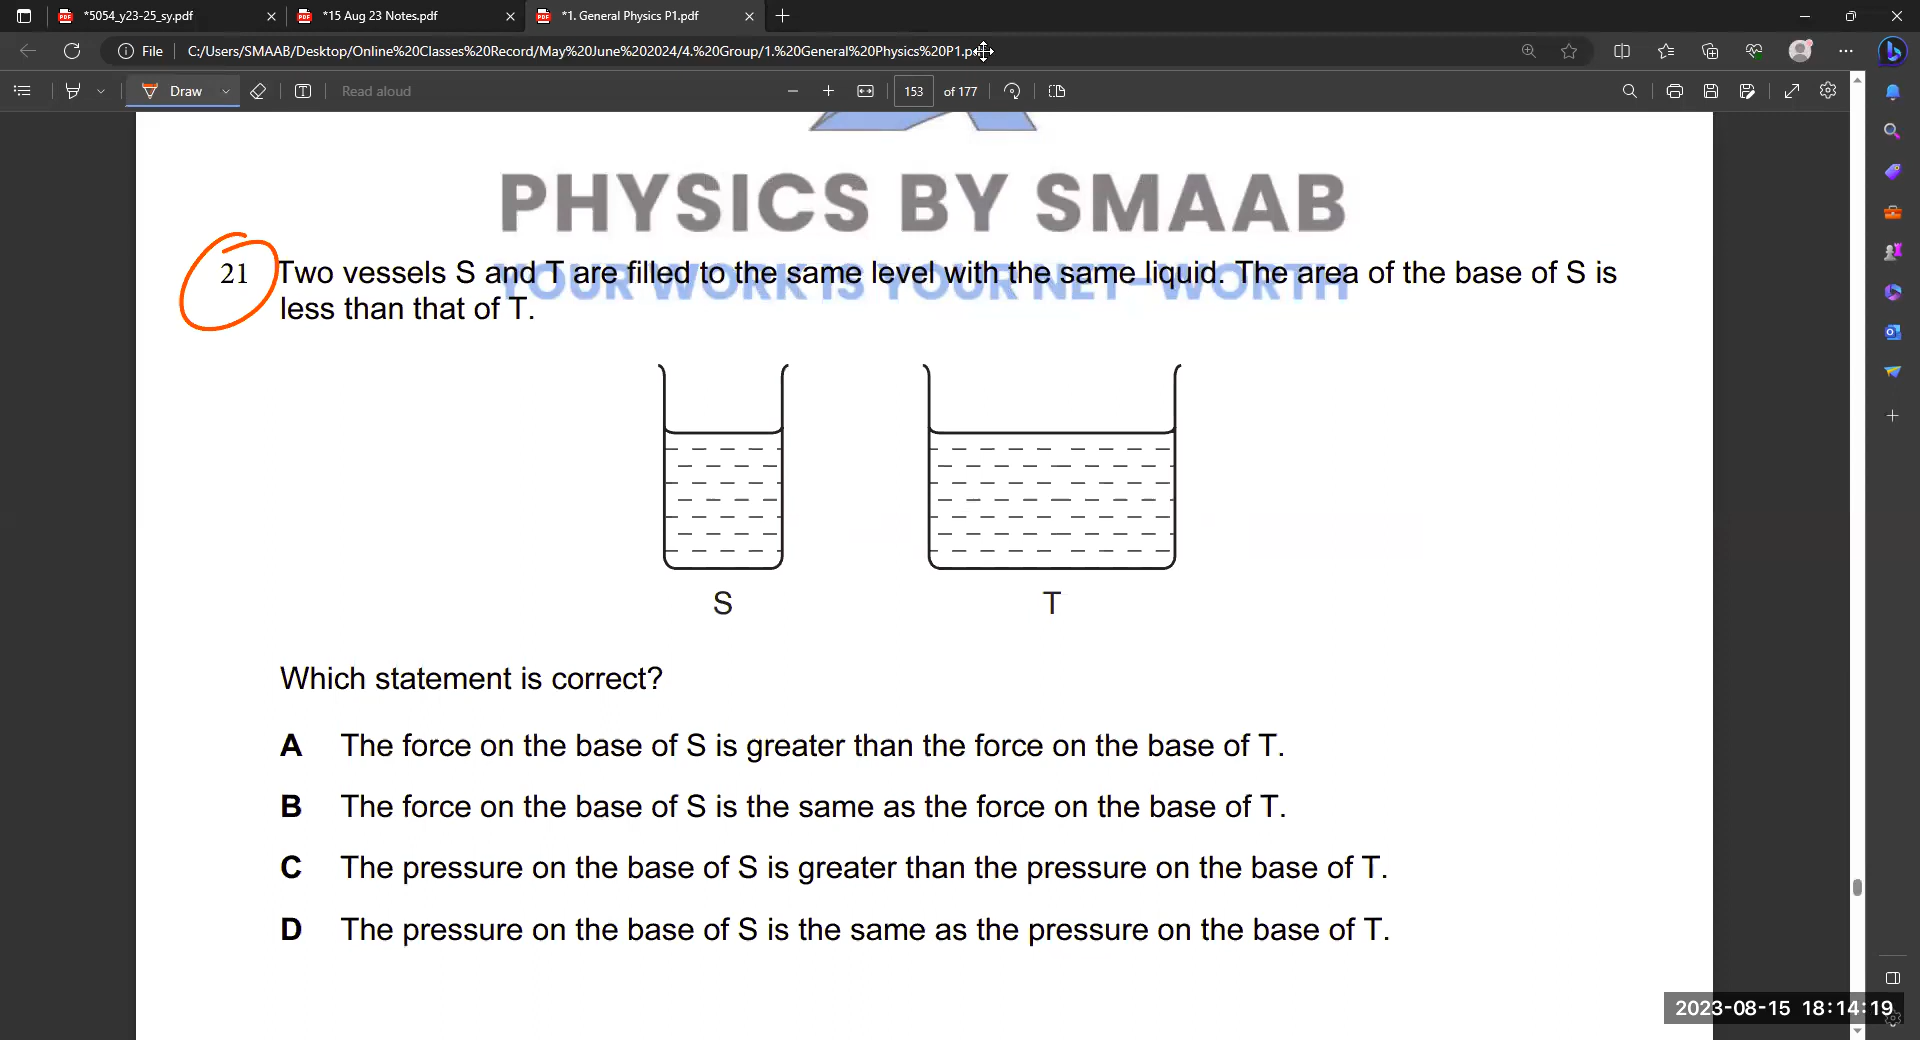 *5054_y23-25_sy.pdf
*15 Aug 23 Notes.pdf
*1. General Physics P1.pdf
File
C:/Users/SMAAB/Desktop/Online%20Classes%20Record/May%20June%202024/4.%20Group/1.%20General%20Physics%20P1.pdf
Draw
Read aloud
153 of 177
PHYSICS BY SMAAB
YOUR WORK IS YOUR NET-WORTH
21 Two vessels S and T are filled to the same level with the same liquid. The area of the base of S is
less than that of T.
S T
Which statement is correct?
A The force on the base of S is greater than the force on the base of T.
B The force on the base of S is the same as the force on the base of T.
C The pressure on the base of S is greater than the pressure on the base of T.
D The pressure on the base of S is the same as the pressure on the base of T.
2023-08-15 18:14:19